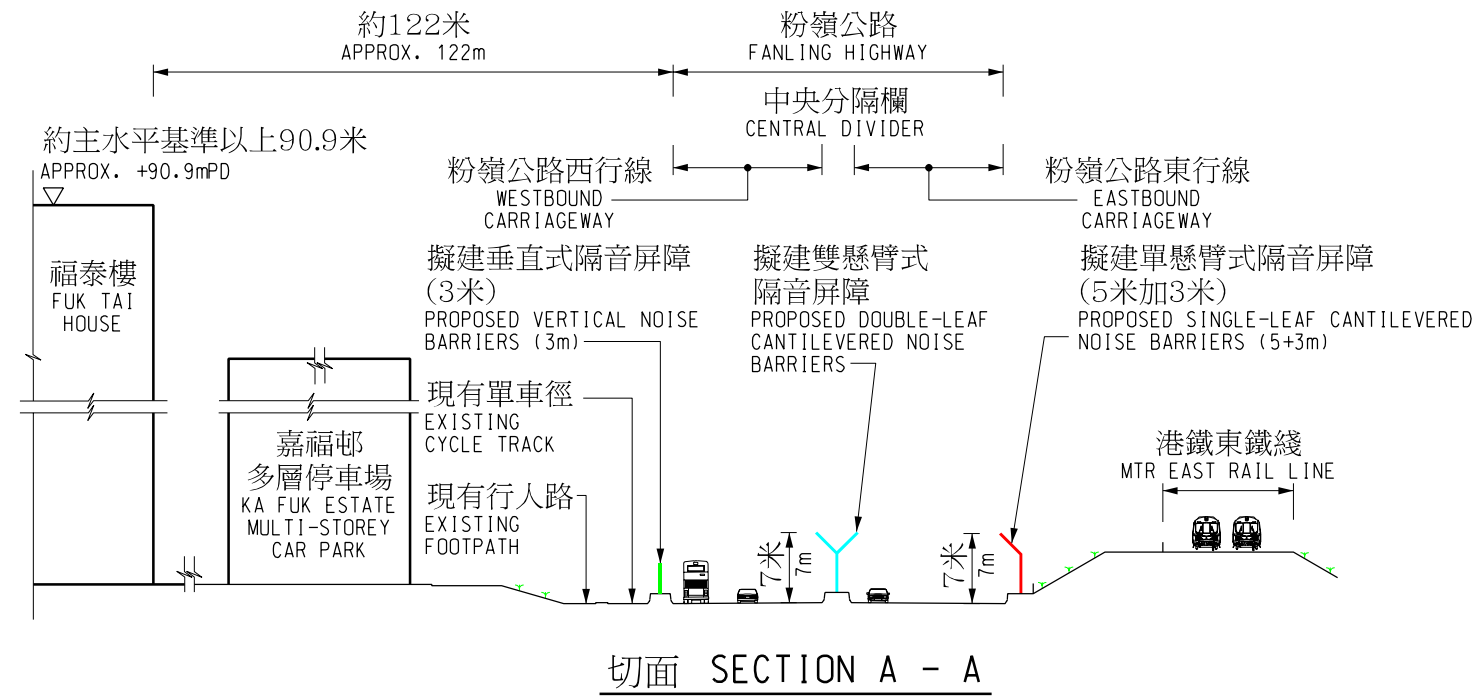 約122米
APPROX. 122m
粉嶺公路
FANLING HIGHWAY
中央分隔欄
CENTRAL DIVIDER
約主水平基準以上90.9米
APPROX. +90.9mPD
粉嶺公路西行線
WESTBOUND
CARRIAGEWAY
粉嶺公路東行線
EASTBOUND
CARRIAGEWAY
福泰樓
FUK TAI
HOUSE
擬建垂直式隔音屏障
(3米)
PROPOSED VERTICAL NOISE
BARRIERS (3m)
擬建雙懸臂式
隔音屏障
PROPOSED DOUBLE-LEAF
CANTILEVERED NOISE
BARRIERS
擬建單懸臂式隔音屏障
(5米加3米)
PROPOSED SINGLE-LEAF CANTILEVERED
NOISE BARRIERS (5+3m)
現有單車徑
EXISTING
CYCLE TRACK
嘉福邨
多層停車場
KA FUK ESTATE
MULTI-STOREY
CAR PARK
現有行人路
EXISTING
FOOTPATH
港鐵東鐵綫
MTR EAST RAIL LINE
7米
7m
7米
7m
切面 SECTION A - A